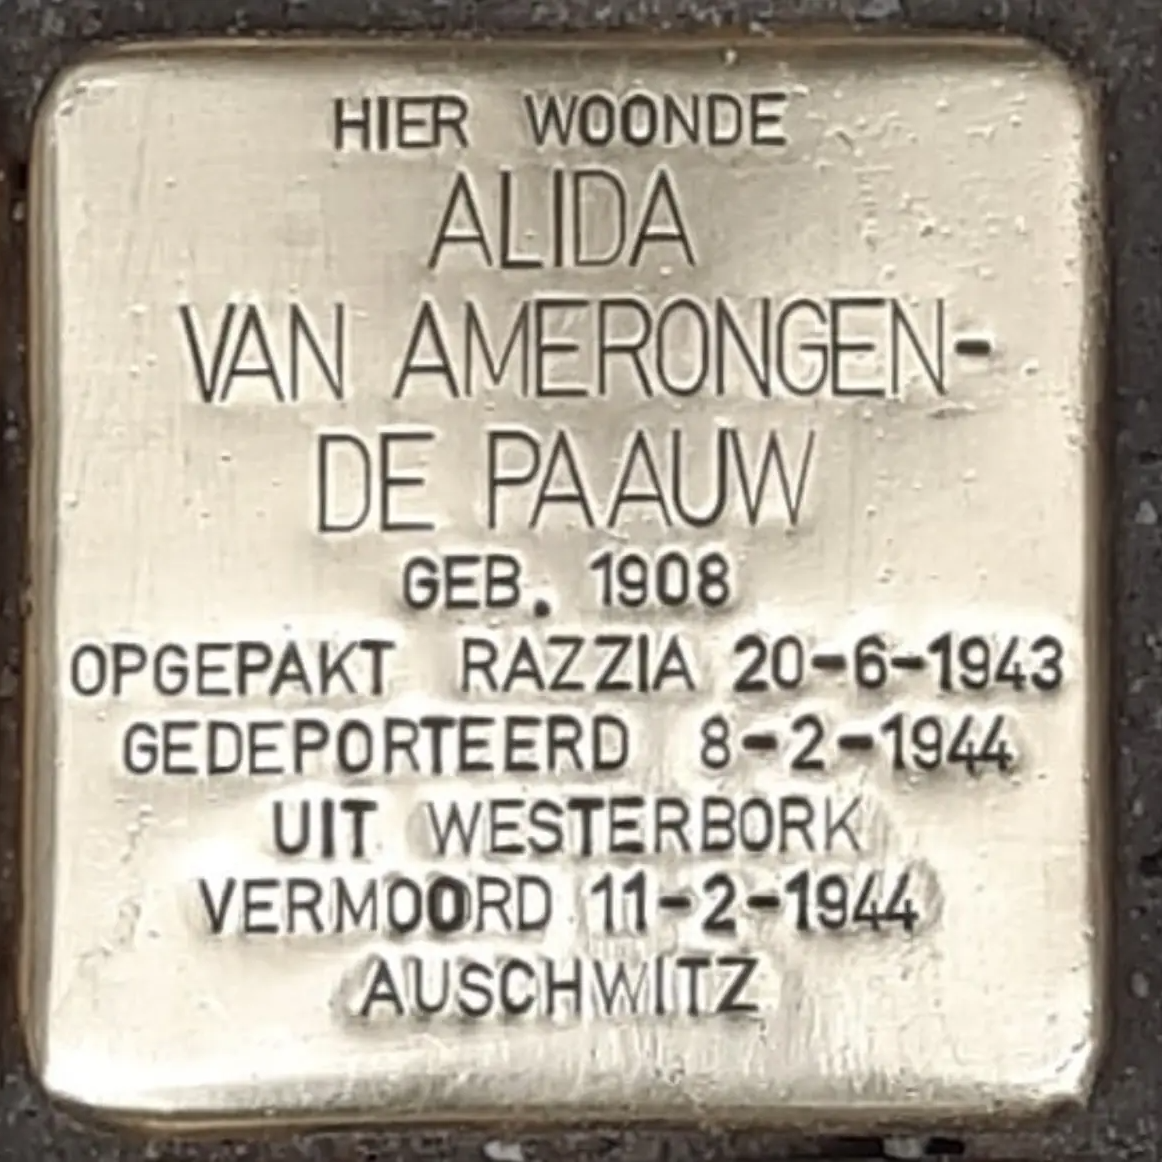 HIER WOONDE
ALIDA
VAN AMERONGEN-
DE PAAUW
GEB. 1908
OPGEPAKT RAZZIA 20-6-1943
GEDEPORTEERD 8-2-1944
UIT WESTERBORK
VERMOORD 11-2-1944
AUSCHWITZ